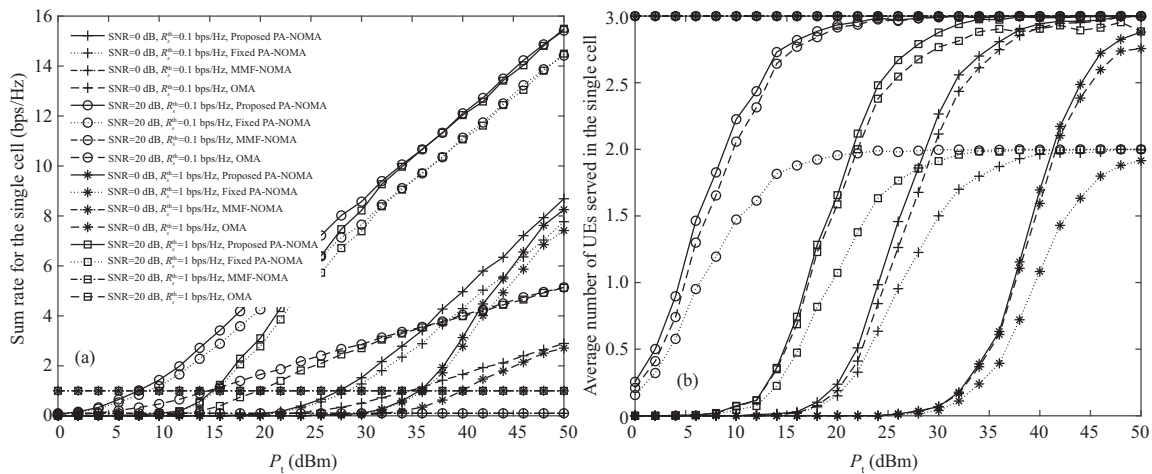 16
14
12
10
8
6
4
2
0
0 5 10 15 20 25 30 35 40 45 50
Sum rate for the single cell (bps/Hz)
P_t (dBm)
SNR=0 dB, R_s^th=0.1 bps/Hz, Proposed PA-NOMA
SNR=0 dB, R_s^th=0.1 bps/Hz, Fixed PA-NOMA
SNR=0 dB, R_s^th=0.1 bps/Hz, MMF-NOMA
SNR=0 dB, R_s^th=0.1 bps/Hz, OMA
SNR=20 dB, R_s^th=0.1 bps/Hz, Proposed PA-NOMA
SNR=20 dB, R_s^th=0.1 bps/Hz, Fixed PA-NOMA
SNR=20 dB, R_s^th=0.1 bps/Hz, MMF-NOMA
SNR=20 dB, R_s^th=0.1 bps/Hz, OMA
SNR=0 dB, R_s^th=1 bps/Hz, Proposed PA-NOMA
SNR=0 dB, R_s^th=1 bps/Hz, Fixed PA-NOMA
SNR=0 dB, R_s^th=1 bps/Hz, MMF-NOMA
SNR=0 dB, R_s^th=1 bps/Hz, OMA
SNR=20 dB, R_s^th=1 bps/Hz, Proposed PA-NOMA
SNR=20 dB, R_s^th=1 bps/Hz, Fixed PA-NOMA
SNR=20 dB, R_s^th=1 bps/Hz, MMF-NOMA
SNR=20 dB, R_s^th=1 bps/Hz, OMA
(a)
3.0
2.5
2.0
1.5
1.0
0.5
0
0 10 20 30 40 50
Average number of UEs served in the single cell
P_t (dBm)
(b)